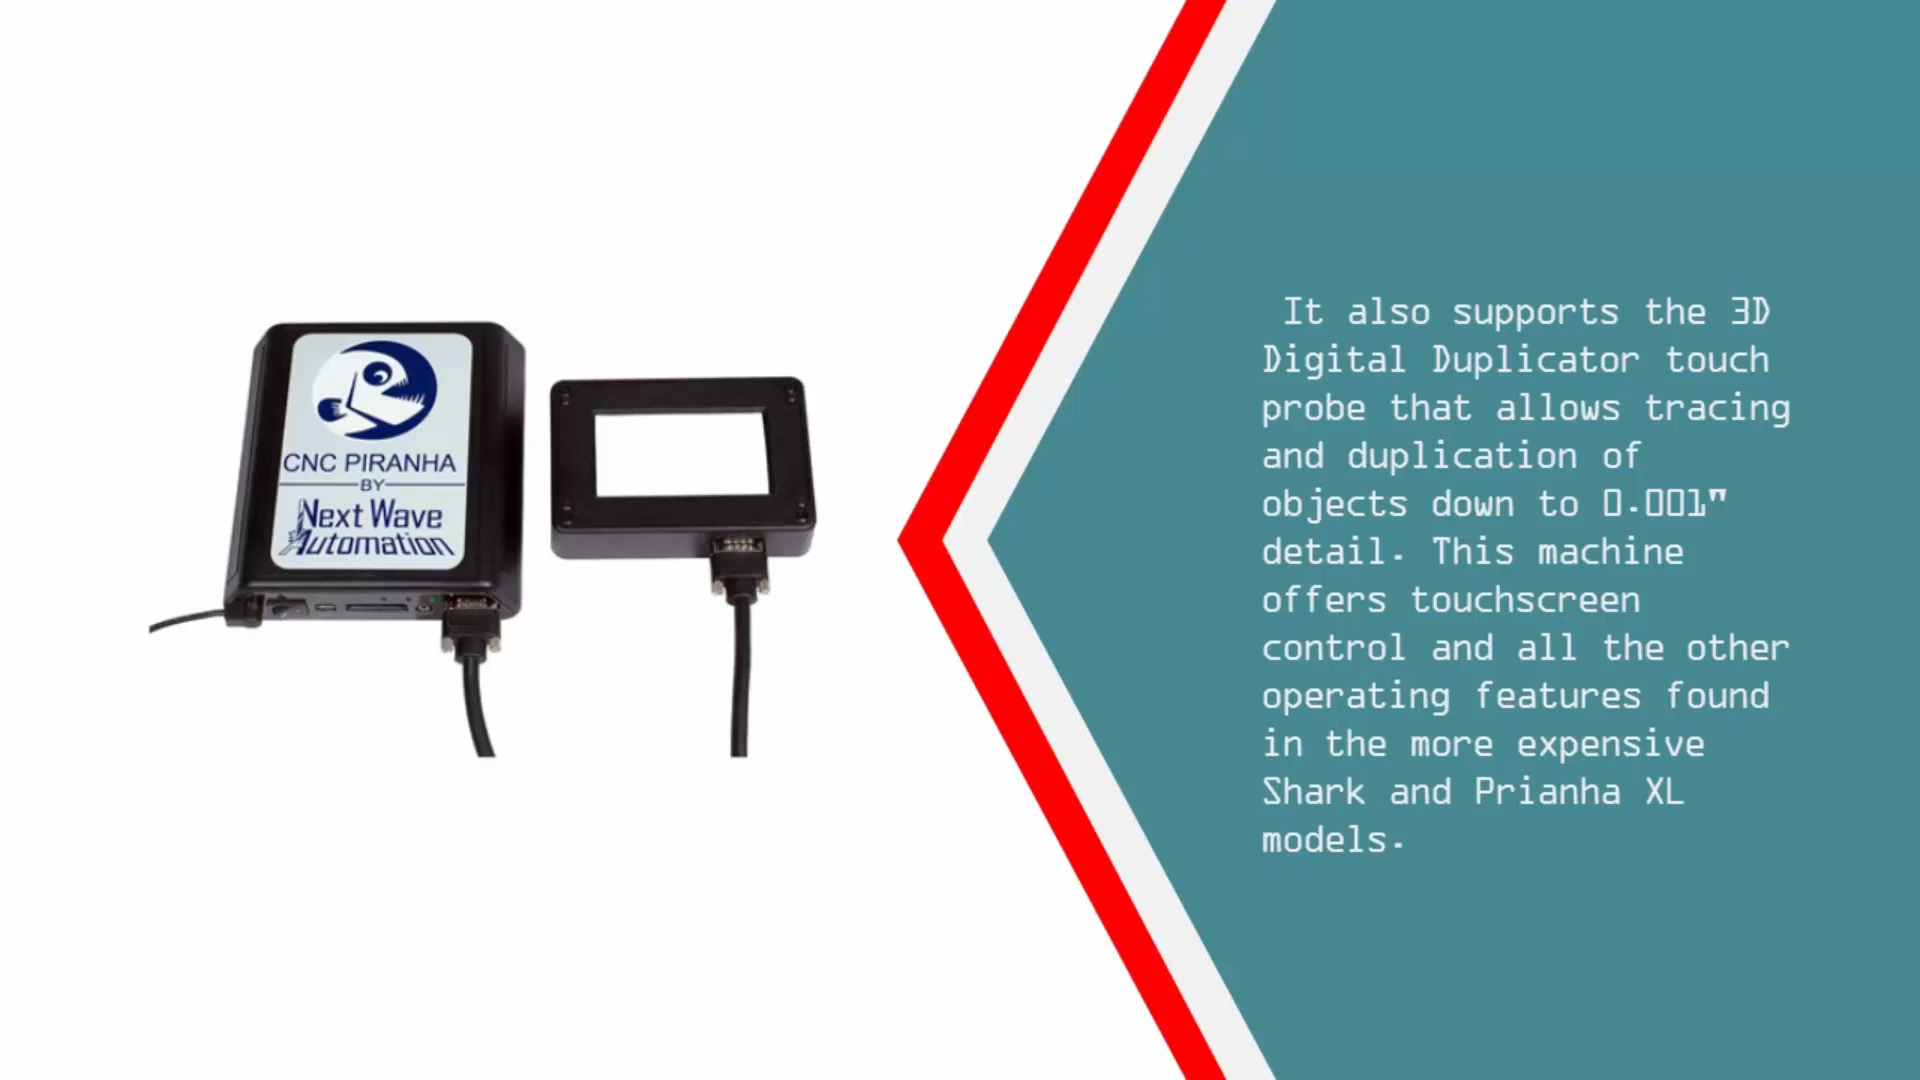 CNC PIRANHA
BY
Next Wave
Automation
It also supports the 3D
Digital Duplicator touch
probe that allows tracing
and duplication of
objects down to 0.001"
detail. This machine
offers touchscreen
control and all the other
operating features found
in the more expensive
Shark and Prianha XL
models.